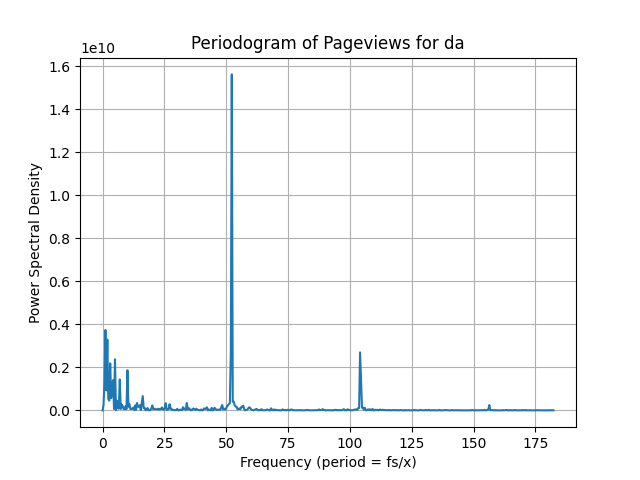 Periodogram of Pageviews for da
1e10
1.6
1.4
1.2
1.0
0.8
0.6
0.4
0.2
0.0
Power Spectral Density
0 25 50 75 100 125 150 175
Frequency (period = fs/x)